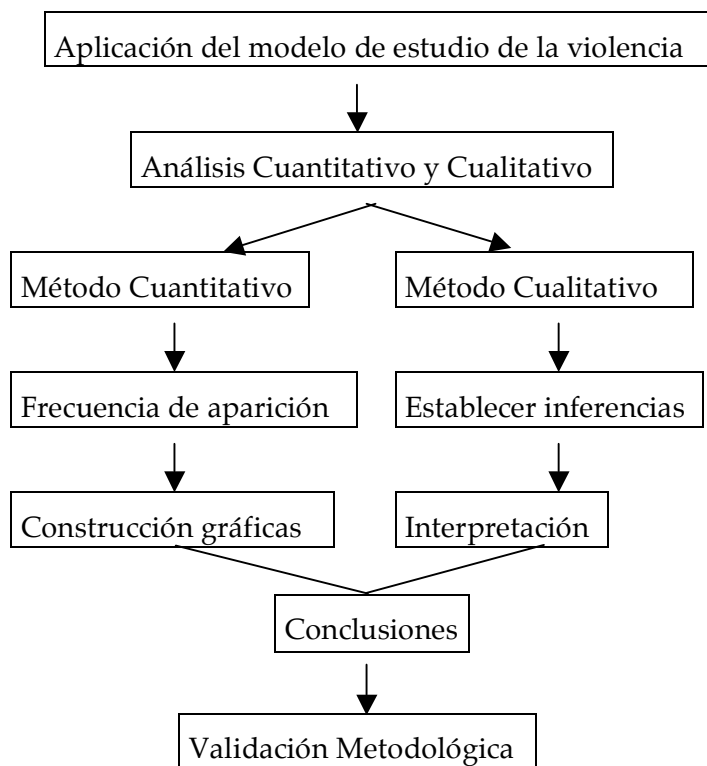 Aplicación del modelo de estudio de la violencia
Análisis Cuantitativo y Cualitativo
Método Cuantitativo
Método Cualitativo
Frecuencia de aparición
Establecer inferencias
Construcción gráficas
Interpretación
Conclusiones
Validación Metodológica